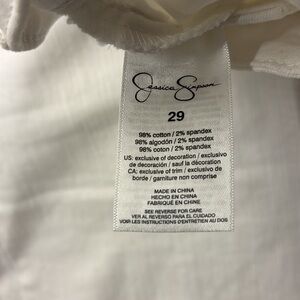 Jessica Simpson
29
98% cotton / 2% spandex
98% algodón / 2% spandex
98% coton / 2% spandex
US: exclusive of decoration / exclusivo
de decoración / sauf la décoration
CA: exclusive of trim / exclusivo de
borde / garniture non comprise
MADE IN CHINA
HECHO EN CHINA
FABRIQUÉ EN CHINE
SEE REVERSE FOR CARE
VER AL REVERSO PARA EL CUIDADO
VOIR LES INSTRUCTIONS D'ENTRETIEN AU DOS